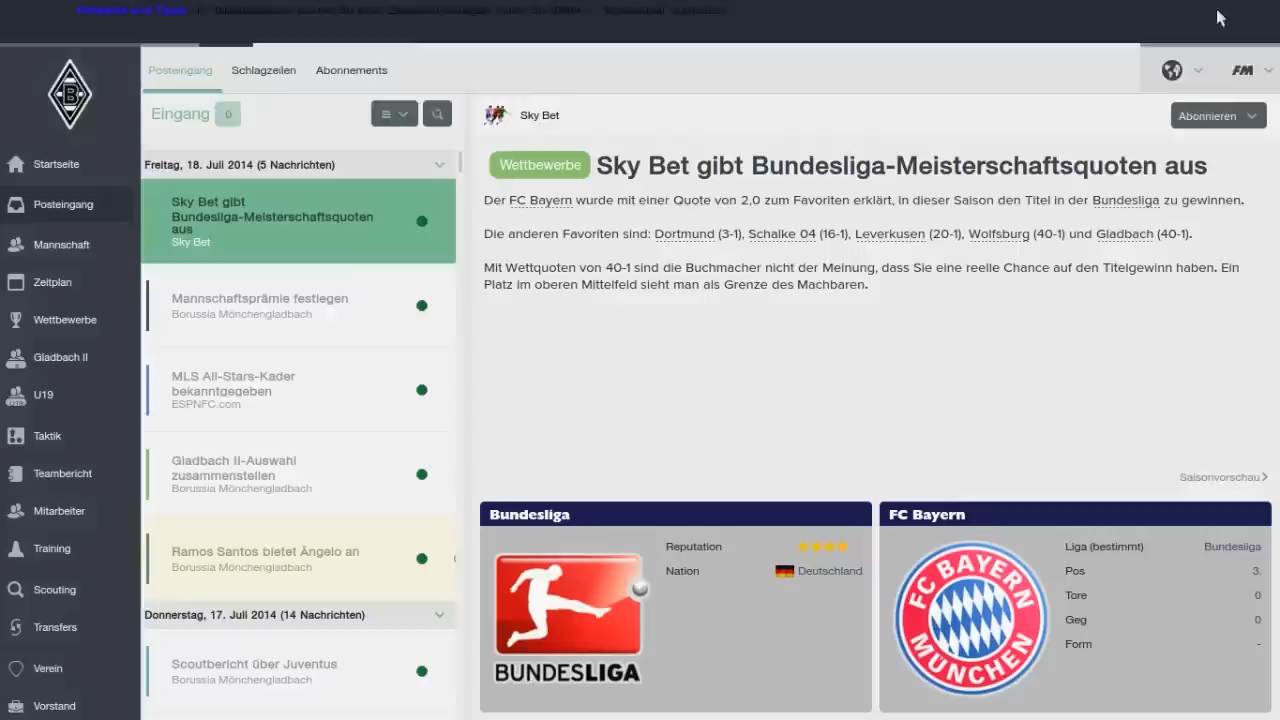 Hinweise und Tipps
Posteingang
Schlagzeilen
Abonnements
FM
Eingang 0
Sky Bet
Abonnieren
Startseite
Posteingang
Mannschaft
Zeitplan
Wettbewerbe
Gladbach II
U19
Taktik
Teambericht
Mitarbeiter
Training
Scouting
Transfers
Verein
Vorstand
Freitag, 18. Juli 2014 (5 Nachrichten)
Sky Bet gibt
Bundesliga-Meisterschaftsquoten
aus
Sky Bet
Mannschaftsprämie festlegen
Borussia Mönchengladbach
MLS All-Stars-Kader
bekanntgegeben
ESPNFC.com
Gladbach II-Auswahl
zusammenstellen
Borussia Mönchengladbach
Ramos Santos bietet Ângelo an
Borussia Mönchengladbach
Donnerstag, 17. Juli 2014 (14 Nachrichten)
Scoutbericht über Juventus
Borussia Mönchengladbach
Wettbewerbe Sky Bet gibt Bundesliga-Meisterschaftsquoten aus
Der FC Bayern wurde mit einer Quote von 2,0 zum Favoriten erklärt, in dieser Saison den Titel in der Bundesliga zu gewinnen.
Die anderen Favoriten sind: Dortmund (3-1), Schalke 04 (16-1), Leverkusen (20-1), Wolfsburg (40-1) und Gladbach (40-1).
Mit Wettquoten von 40-1 sind die Buchmacher nicht der Meinung, dass Sie eine reelle Chance auf den Titelgewinn haben. Ein
Platz im oberen Mittelfeld sieht man als Grenze des Machbaren.
Saisonvorschau
Bundesliga
Reputation
Nation Deutschland
BUNDESLIGA
FC Bayern
FC BAYERN
MÜNCHEN
Liga (bestimmt) Bundesliga
Pos 3.
Tore 0
Geg 0
Form -